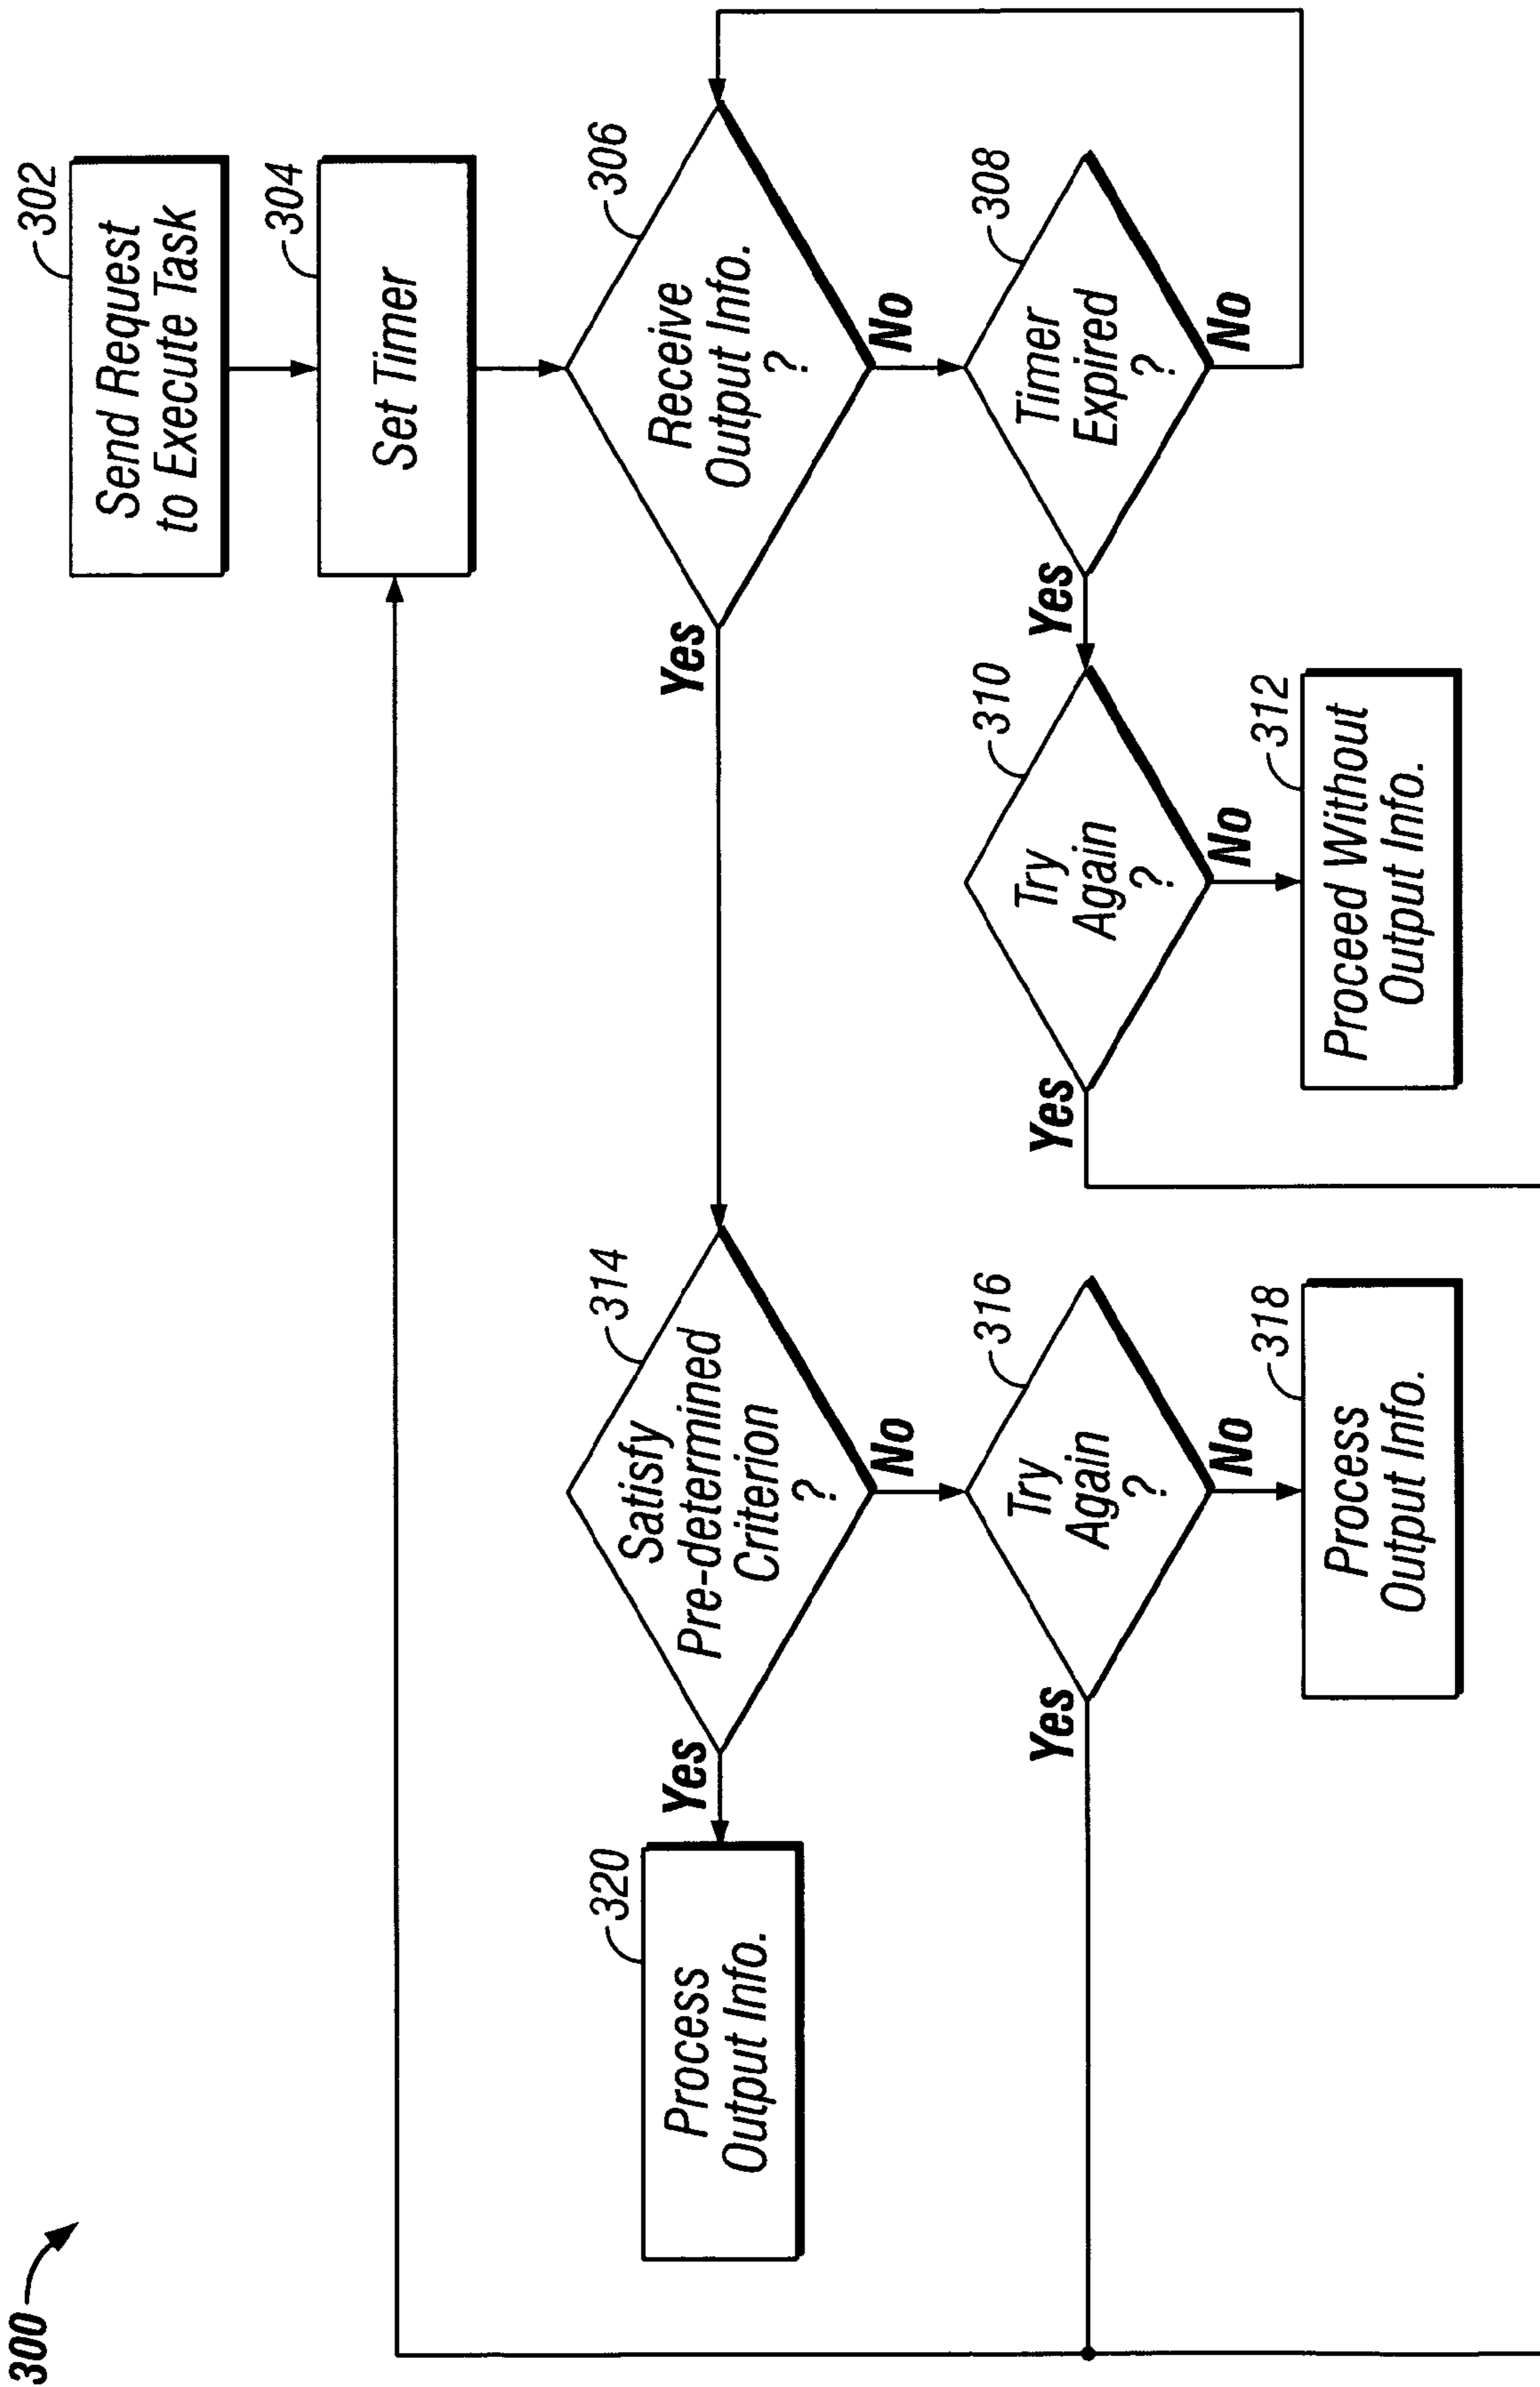 300
302
Send Request
to Execute Task
304
Set Timer
306
Receive
Output Info.
?
Yes
No
308
Timer
Expired
?
Yes
No
310
Try
Again
?
Yes
No
312
Proceed Without
Output Info.
314
Satisfy
Pre-determined
Criterion
?
Yes
No
316
Try
Again
?
Yes
No
318
Process
Output Info.
320
Process
Output Info.